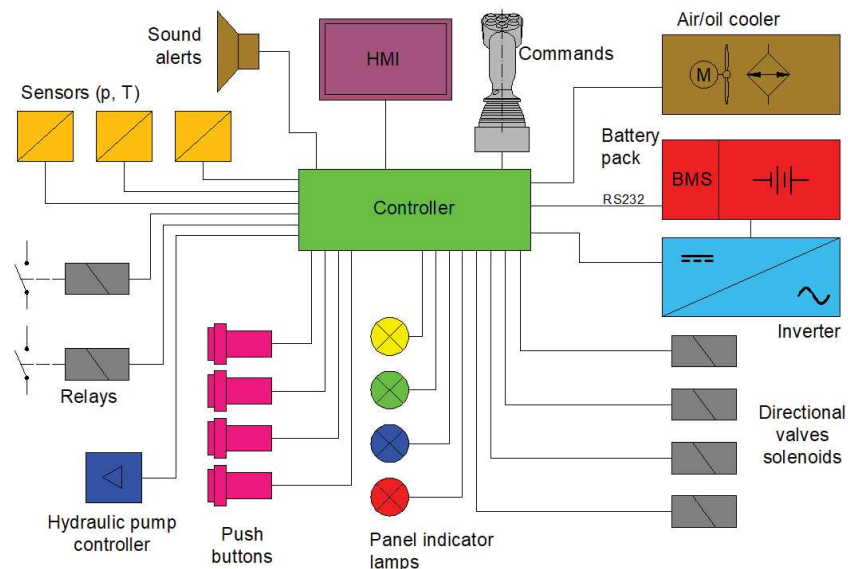 Sound
alerts
HMI
Commands
Air/oil cooler
M
Sensors (p, T)
Battery
pack
BMS
RS232
Controller
Inverter
Relays
Directional
valves
solenoids
Hydraulic pump
controller
Push
buttons
Panel indicator
lamps